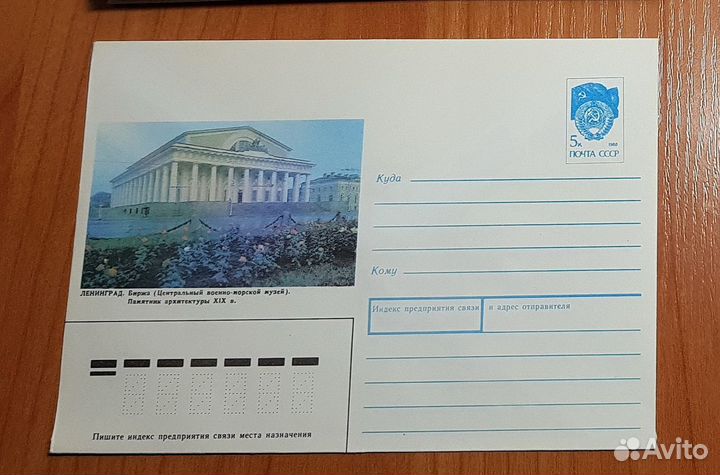 5к 1988
ПОЧТА СССР
Куда
Кому
Индекс предприятия связи и адрес отправителя
ЛЕНИНГРАД. Биржа (Центральный военно-морской музей).
Памятник архитектуры XIX в.
Пишите индекс предприятия связи места назначения
Avito